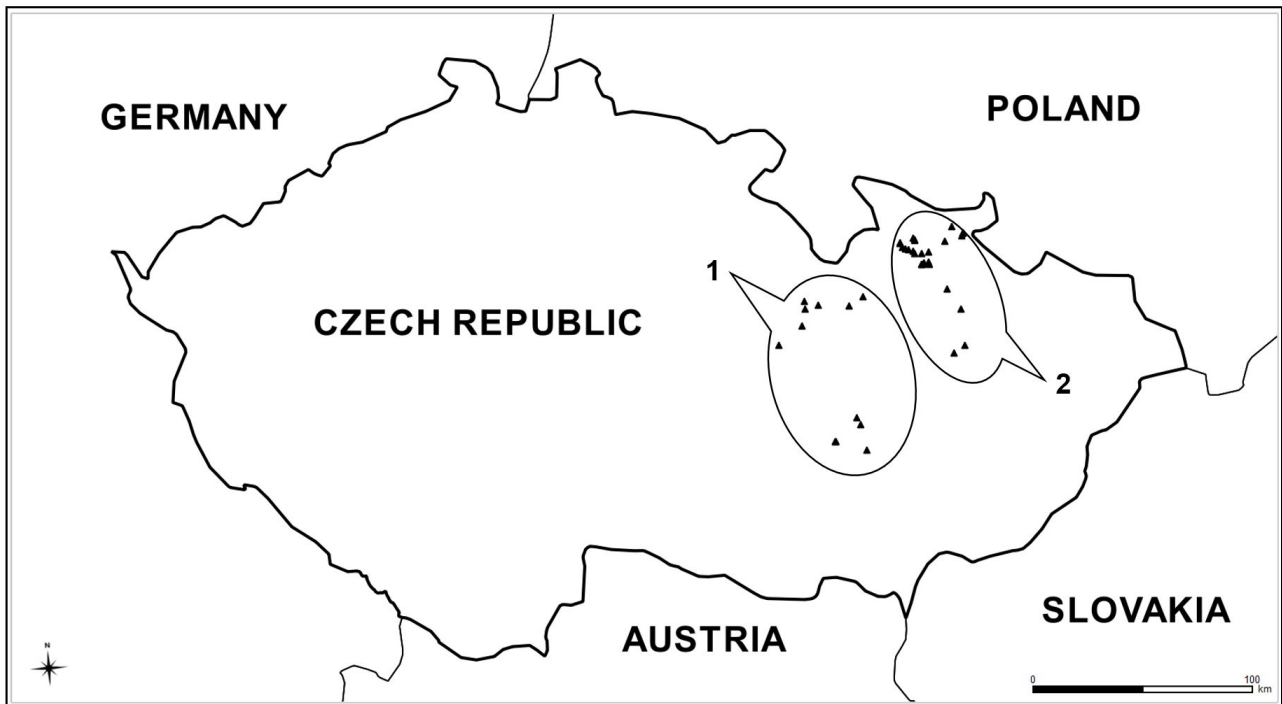 GERMANY
POLAND
1
CZECH REPUBLIC
2
SLOVAKIA
AUSTRIA
N
0 100
km